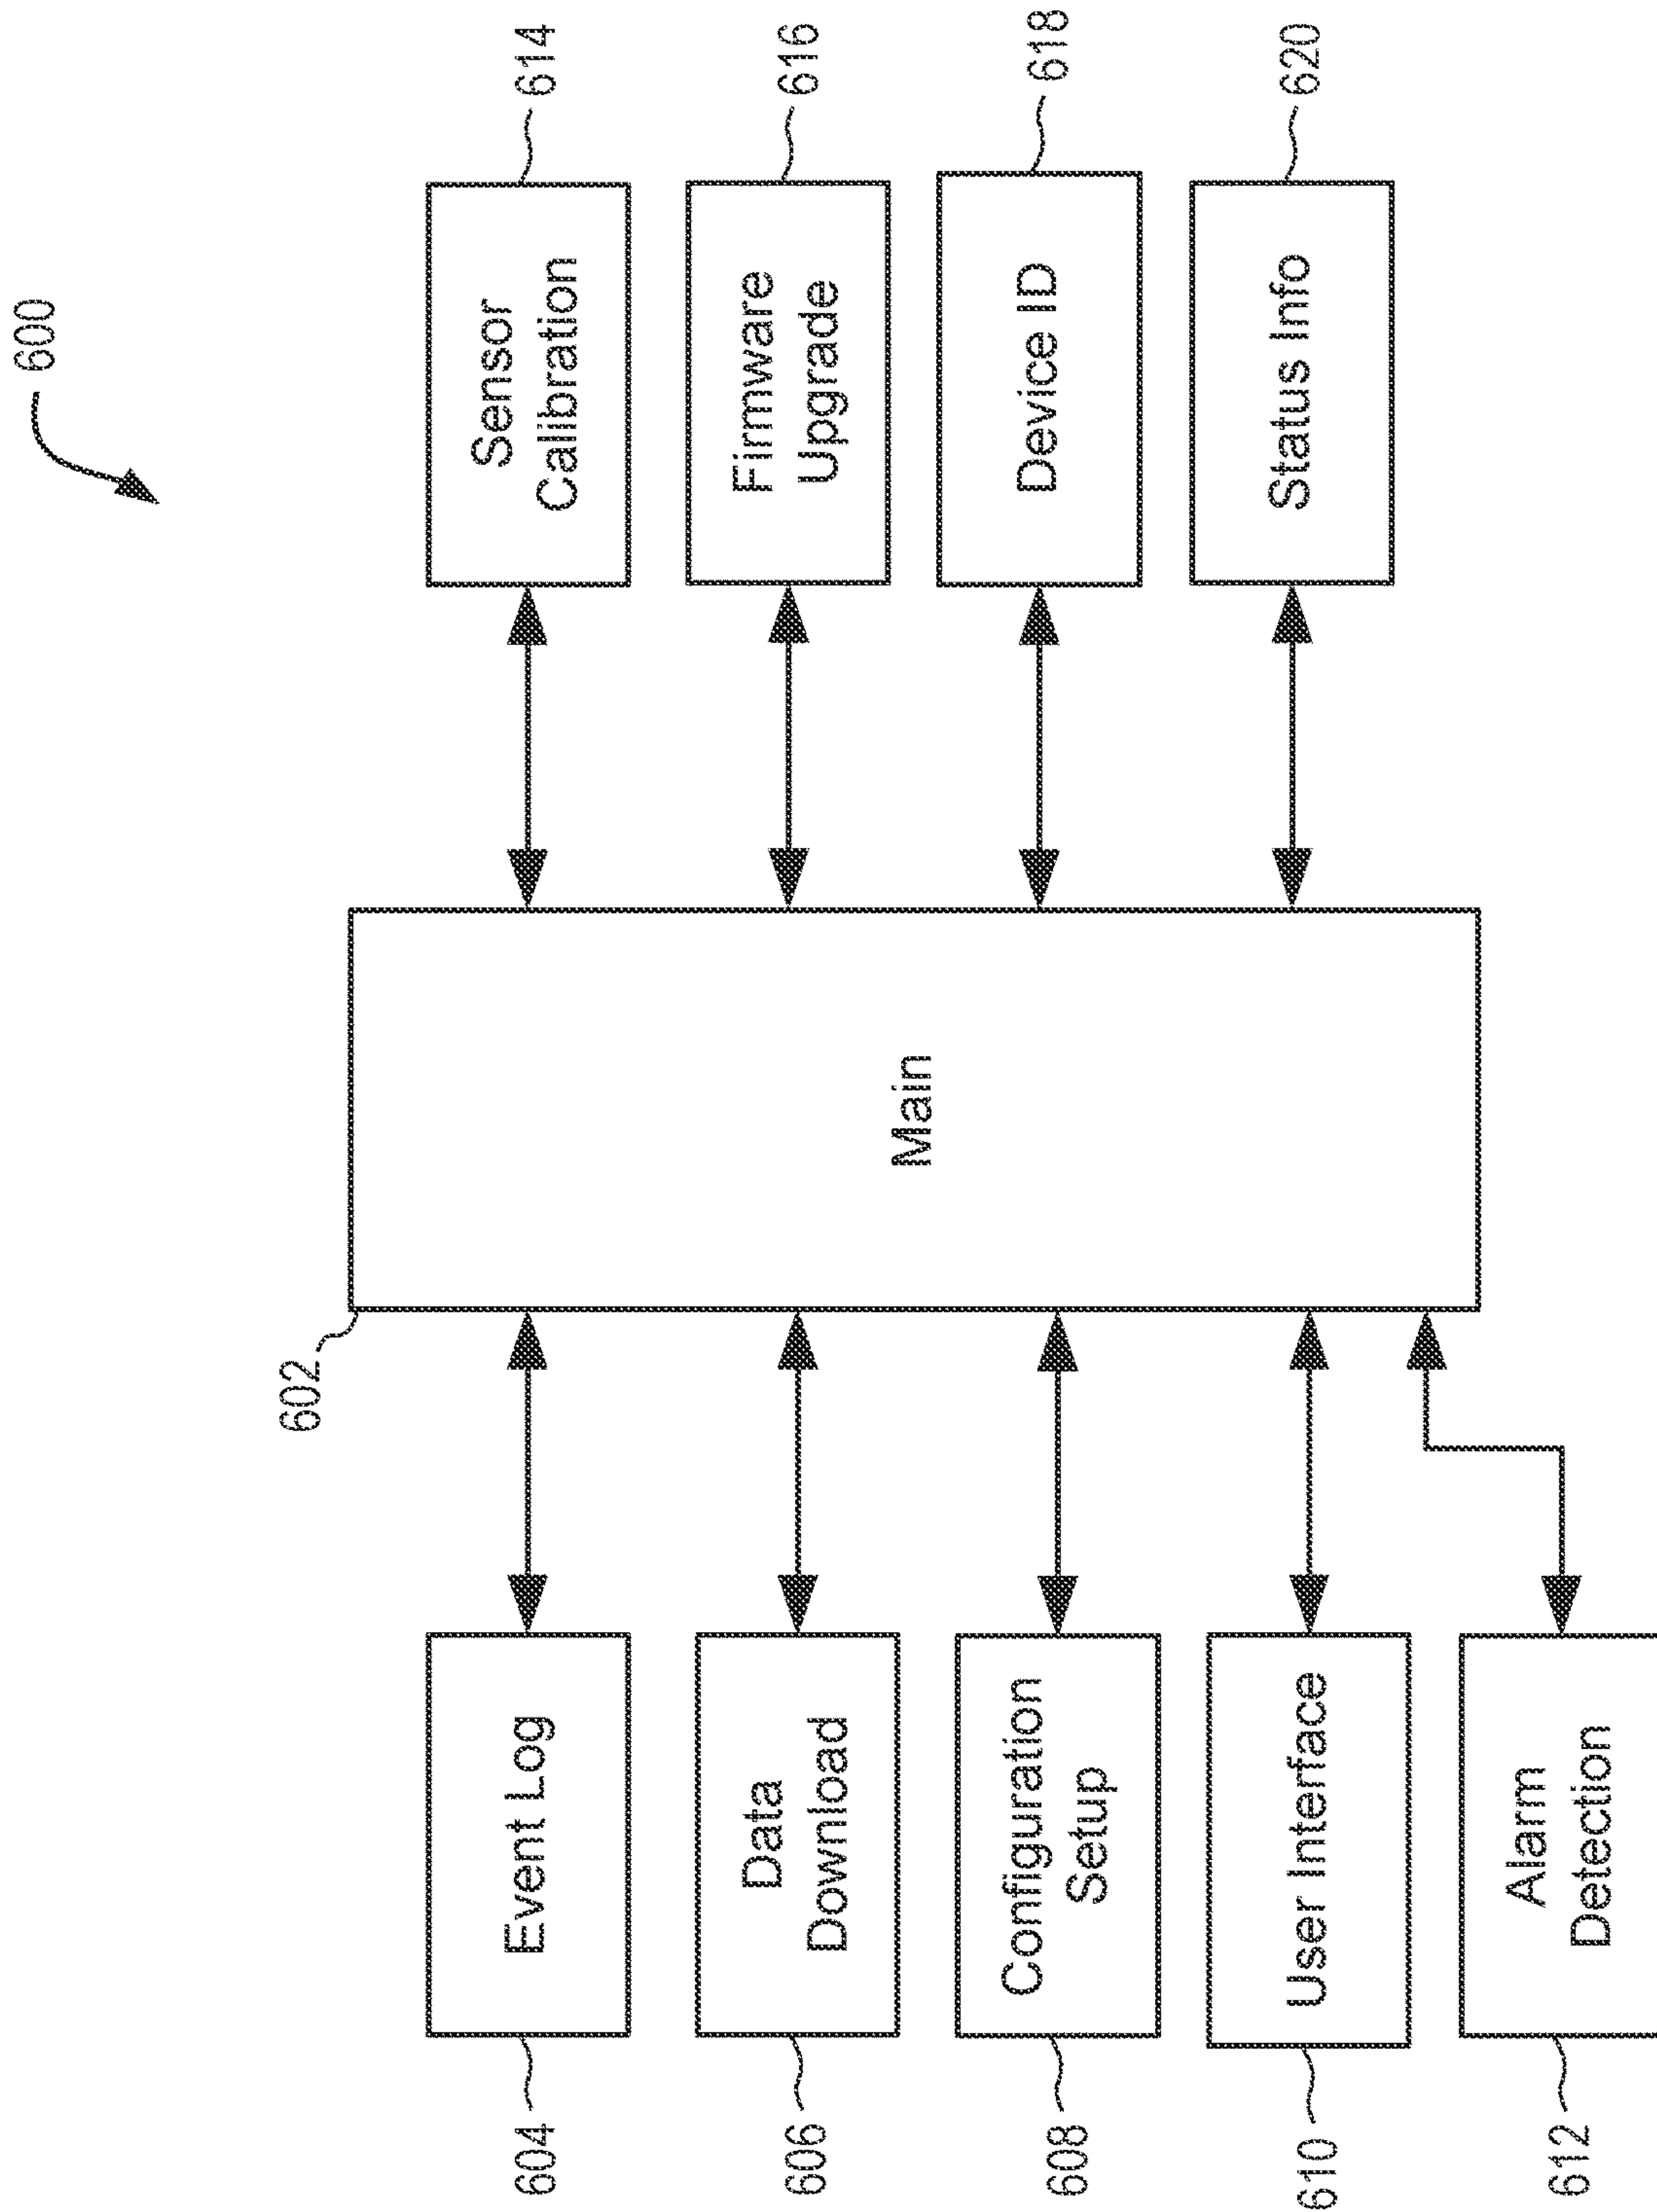 600
602
Main
604
Event Log
606
Data
Download
608
Configuration
Setup
610
User Interface
612
Alarm
Detection
Sensor
Calibration
614
Firmware
Upgrade
616
Device ID
618
Status Info
620